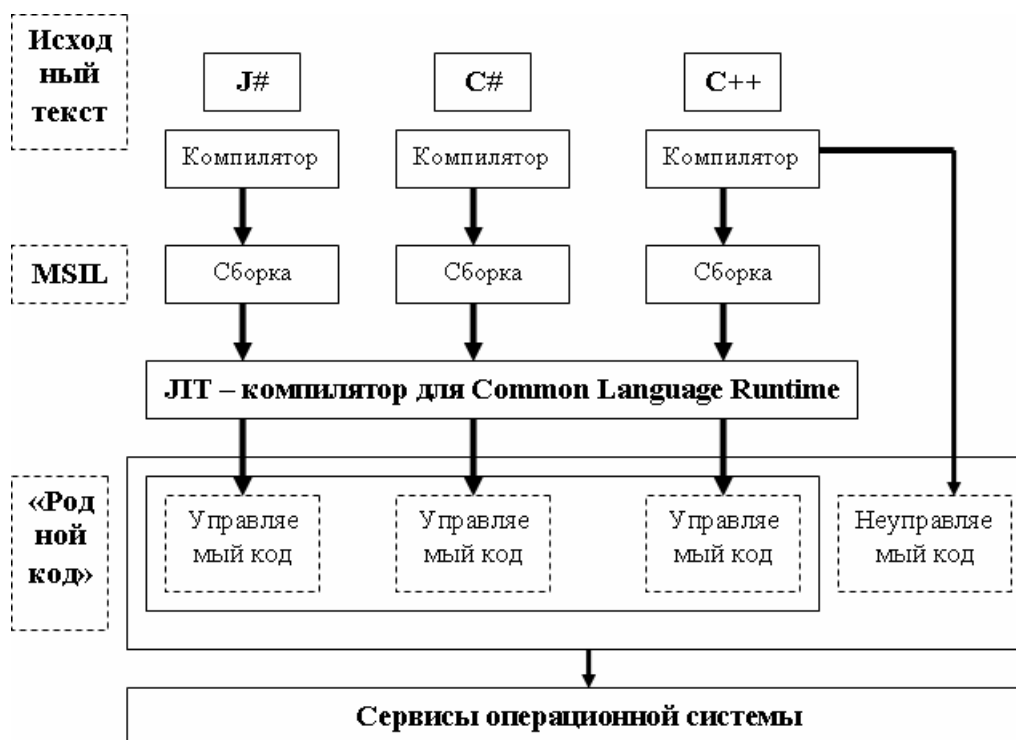 Исход
ный
текст
J#
C#
C++
Компилятор
Компилятор
Компилятор
MSIL
Сборка
Сборка
Сборка
JIT – компилятор для Common Language Runtime
«Род
ной
код»
Управляе
мый код
Управляе
мый код
Управляе
мый код
Неуправляе
мый код
Сервисы операционной системы